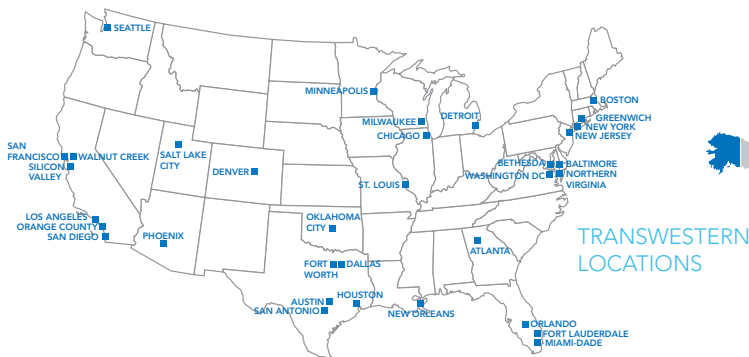 SEATTLE
MINNEAPOLIS
BOSTON
MILWAUKEE
DETROIT
GREENWICH
NEW YORK
CHICAGO
NEW JERSEY
SAN
FRANCISCO
WALNUT CREEK
SILICON
VALLEY
SALT LAKE
CITY
DENVER
BETHESDA
BALTIMORE
WASHINGTON DC
NORTHERN
VIRGINIA
ST. LOUIS
LOS ANGELES
ORANGE COUNTY
SAN DIEGO
PHOENIX
OKLAHOMA
CITY
ATLANTA
TRANSWESTERN
LOCATIONS
FORT
WORTH
DALLAS
AUSTIN
HOUSTON
SAN ANTONIO
NEW ORLEANS
ORLANDO
FORT LAUDERDALE
MIAMI-DADE